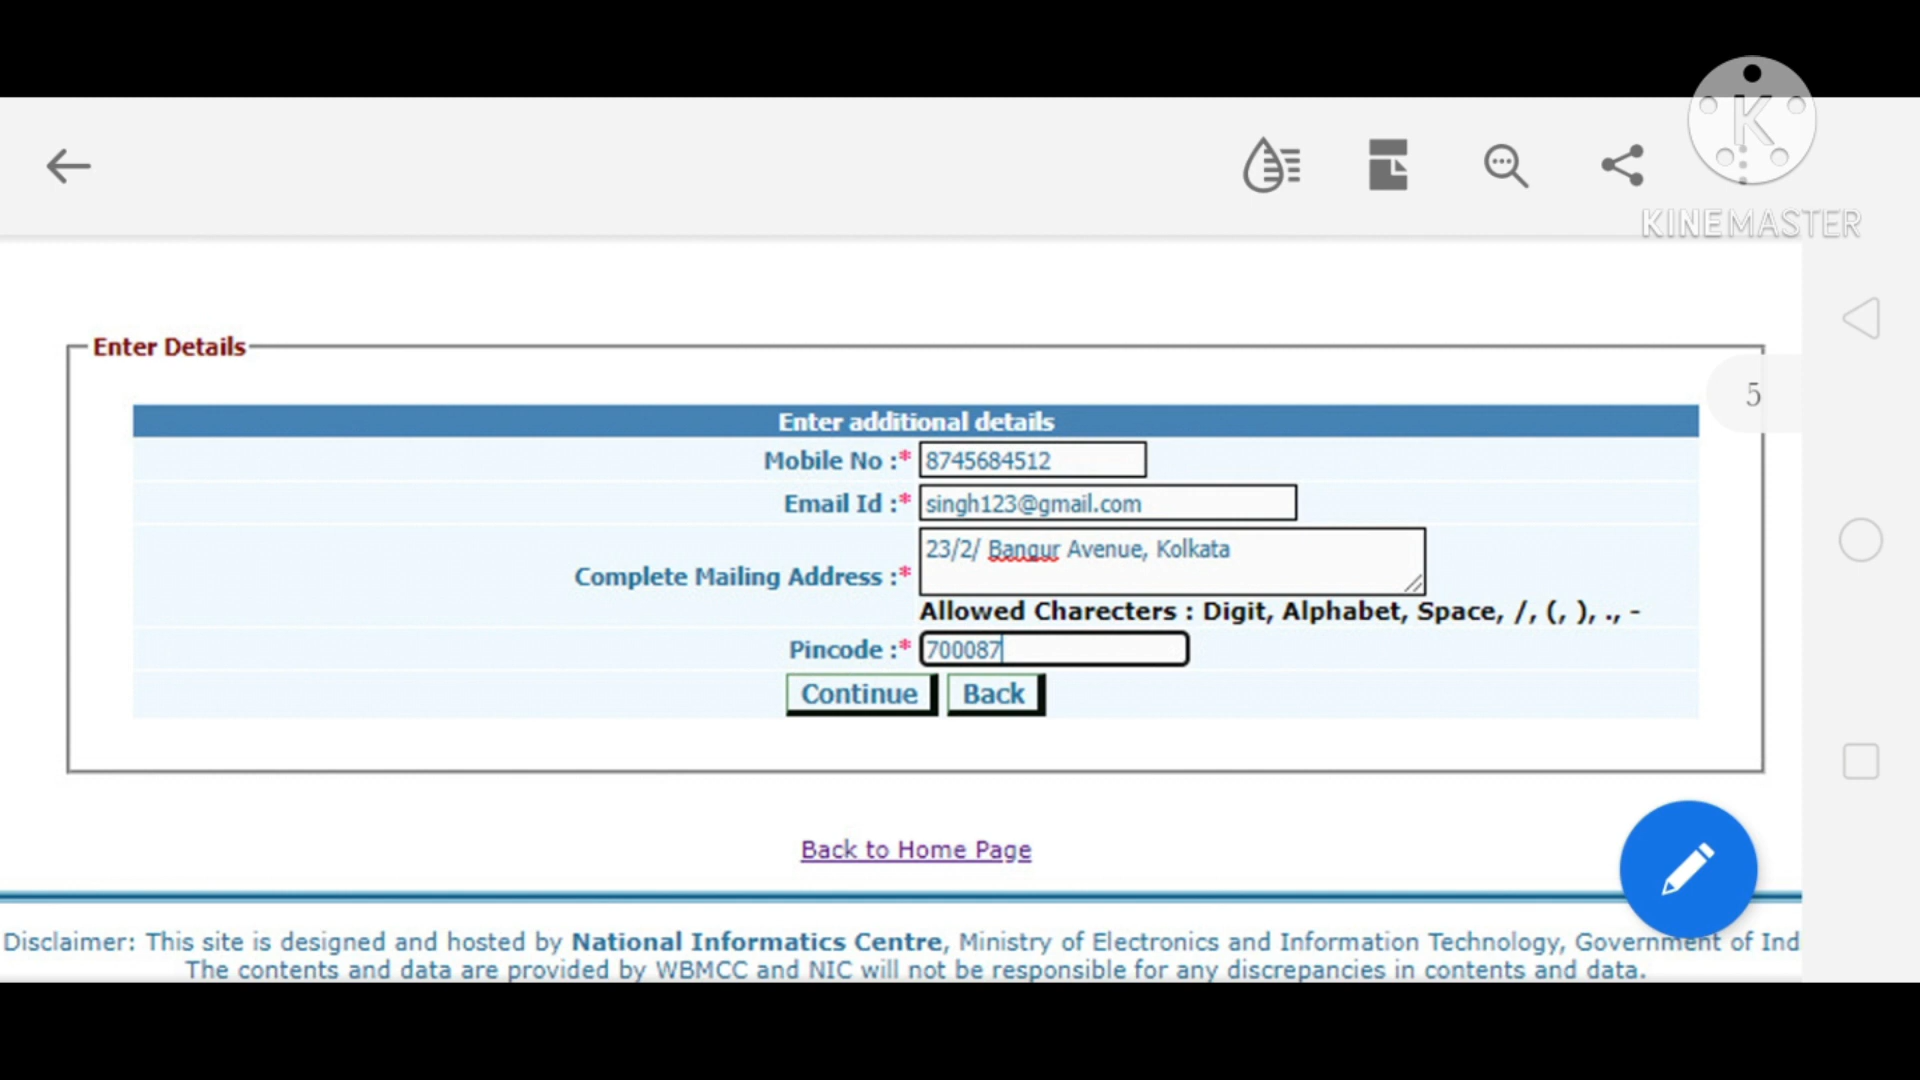 K
KINEMASTER
Enter Details
5
Enter additional details
Mobile No :* 8745684512
Email Id :* singh123@gmail.com
Complete Mailing Address :* 23/2/ Bangur Avenue, Kolkata
Allowed Charecters : Digit, Alphabet, Space, /, (, ), ., -
Pincode :* 700087
Continue Back
Back to Home Page
Disclaimer: This site is designed and hosted by National Informatics Centre, Ministry of Electronics and Information Technology, Government of Ind
The contents and data are provided by WBMCC and NIC will not be responsible for any discrepancies in contents and data.